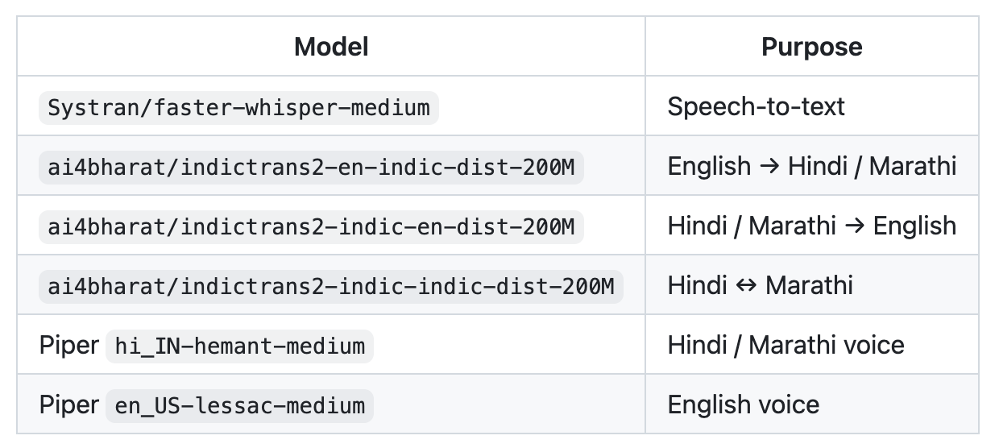 Model Purpose
Systran/faster-whisper-medium Speech-to-text
ai4bharat/indictrans2-en-indic-dist-200M English → Hindi / Marathi
ai4bharat/indictrans2-indic-en-dist-200M Hindi / Marathi → English
ai4bharat/indictrans2-indic-indic-dist-200M Hindi ↔ Marathi
Piper hi_IN-hemant-medium Hindi / Marathi voice
Piper en_US-lessac-medium English voice